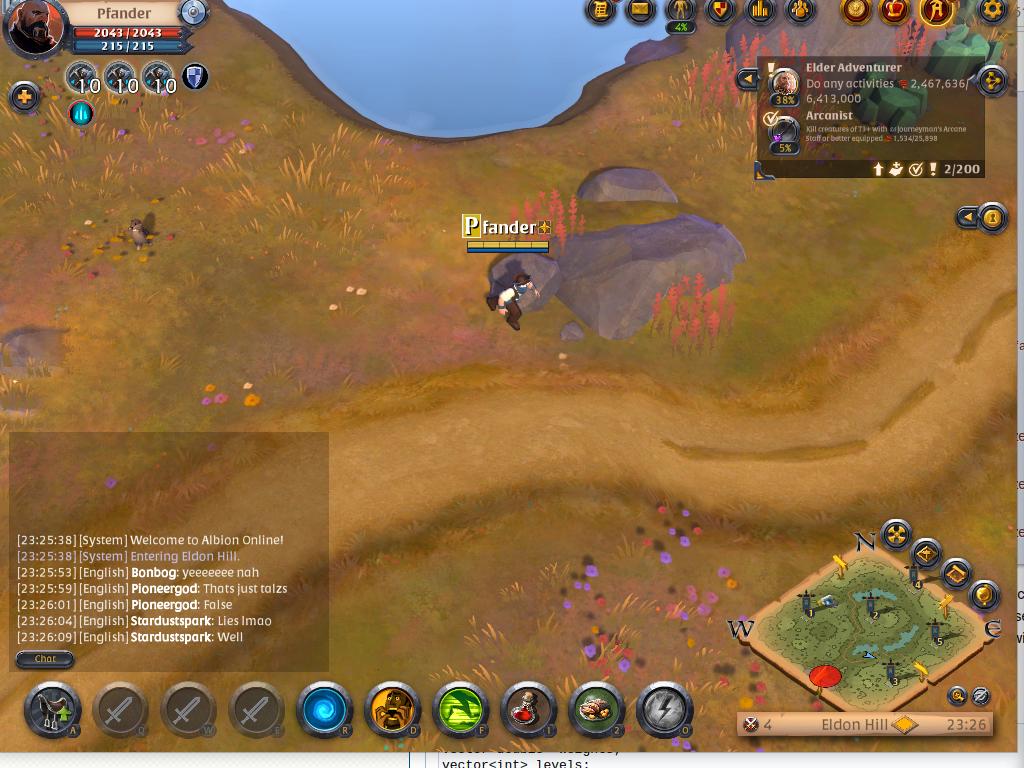 Pfander
2043 / 2043
215 / 215
10 10 10
4%
Elder Adventurer
Do any activities 2,467,636/
6,413,000
38%
Arcanist
Kill creatures of T3+ with a Journeyman's Arcane
Staff or better equipped 1,534/25,898
5%
2/200
1
Pfander
[23:25:38] [System] Welcome to Albion Online!
[23:25:38] [System] Entering Eldon Hill.
[23:25:53] [English] Bonbog: yeeeeeee nah
[23:25:59] [English] Pioneergod: Thats just talzs
[23:26:01] [English] Pioneergod: False
[23:26:04] [English] Stardustspark: Lies lmao
[23:26:09] [English] Stardustspark: Well
Chat
N
W
E
1
2
3
4
5
A Q W E R D F 1 2 O
4 Eldon Hill 23:26
vector<int> levels;